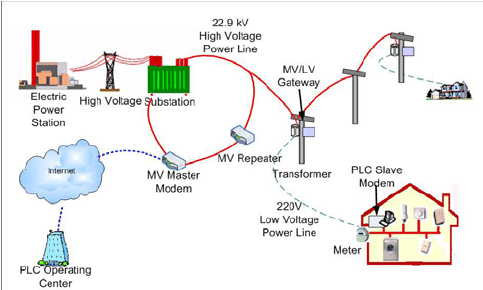 22.9 kV
High Voltage
Power Line
MV/LV
Gateway
Electric
Power
Station
High Voltage
Substation
Internet
MV Master
Modem
MV Repeater
Transformer
PLC Slave
Modem
220V
Low Voltage
Power Line
Meter
PLC Operating
Center